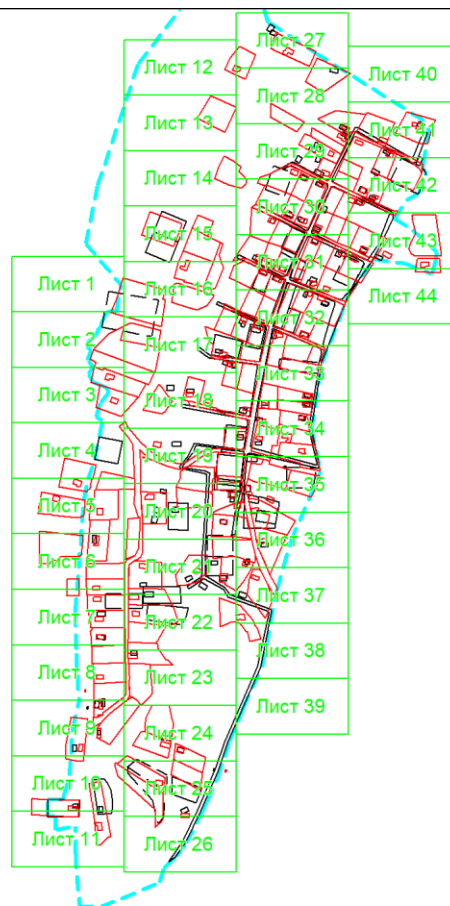 Лист 1
Лист 2
Лист 3
Лист 4
Лист 5
Лист 6
Лист 7
Лист 8
Лист 9
Лист 10
Лист 11
Лист 12
Лист 13
Лист 14
Лист 15
Лист 16
Лист 17
Лист 18
Лист 19
Лист 20
Лист 21
Лист 22
Лист 23
Лист 24
Лист 25
Лист 26
Лист 27
Лист 28
Лист 29
Лист 30
Лист 31
Лист 32
Лист 33
Лист 34
Лист 35
Лист 36
Лист 37
Лист 38
Лист 39
Лист 40
Лист 41
Лист 42
Лист 43
Лист 44